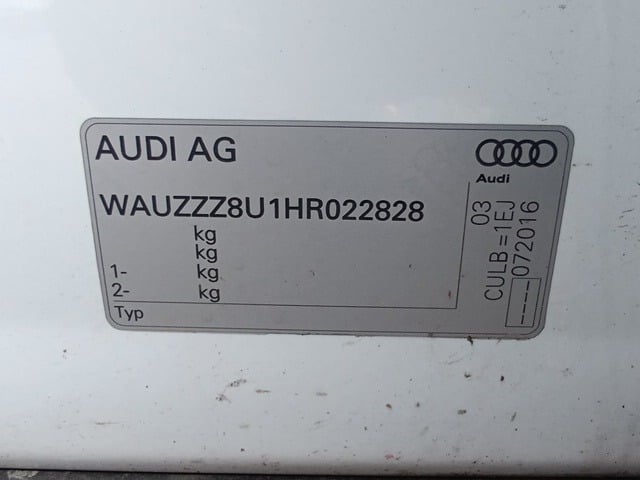 AUDI AG
Audi
WAUZZZ8U1HR022828
kg
kg
1- kg
2- kg
Typ
03
CULB=1EJ
----072016